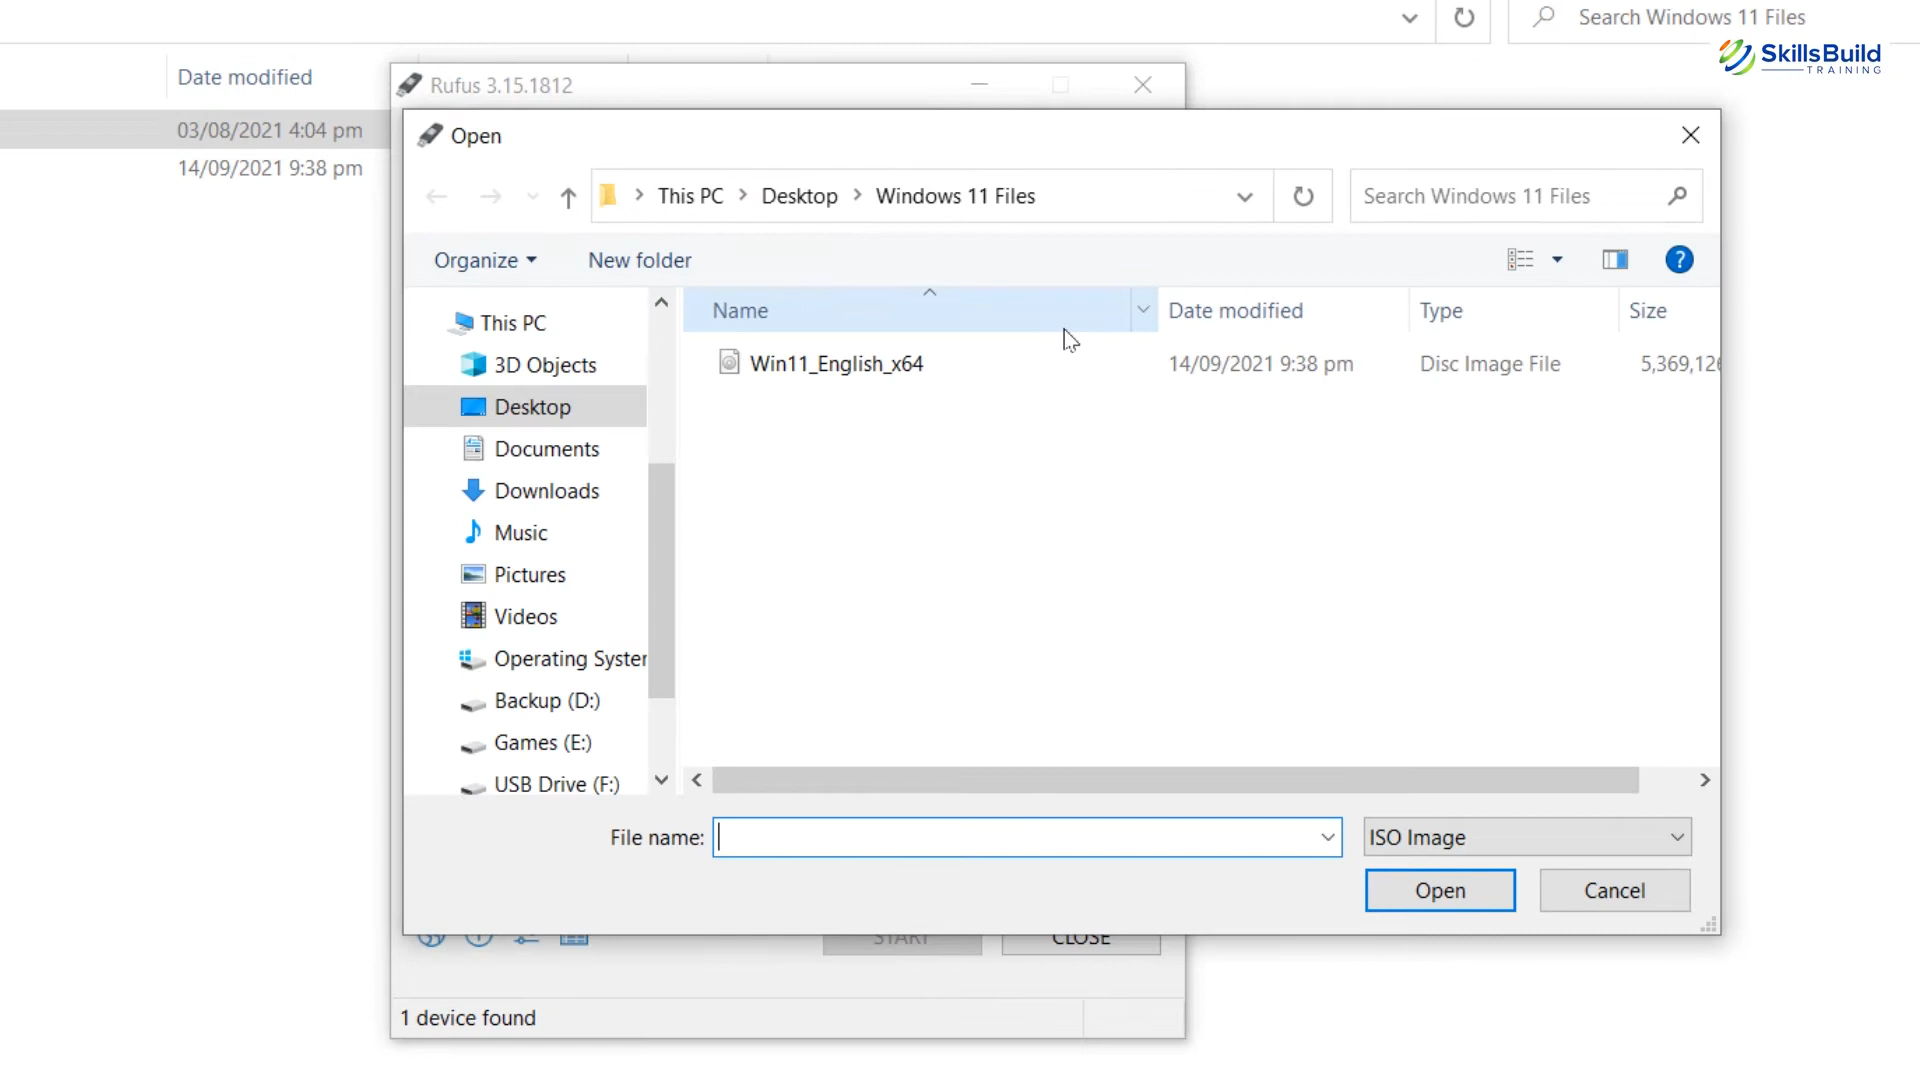 Search Windows 11 Files
SkillsBuild
TRAINING
Date modified
03/08/2021 4:04 pm
14/09/2021 9:38 pm
Rufus 3.15.1812
Open
This PC > Desktop > Windows 11 Files
Search Windows 11 Files
Organize
New folder
?
Name
Date modified
Type
Size
Win11_English_x64
14/09/2021 9:38 pm
Disc Image File
5,369,126
This PC
3D Objects
Desktop
Documents
Downloads
Music
Pictures
Videos
Operating System
Backup (D:)
Games (E:)
USB Drive (F:)
File name:
ISO Image
Open
Cancel
START
CLOSE
1 device found